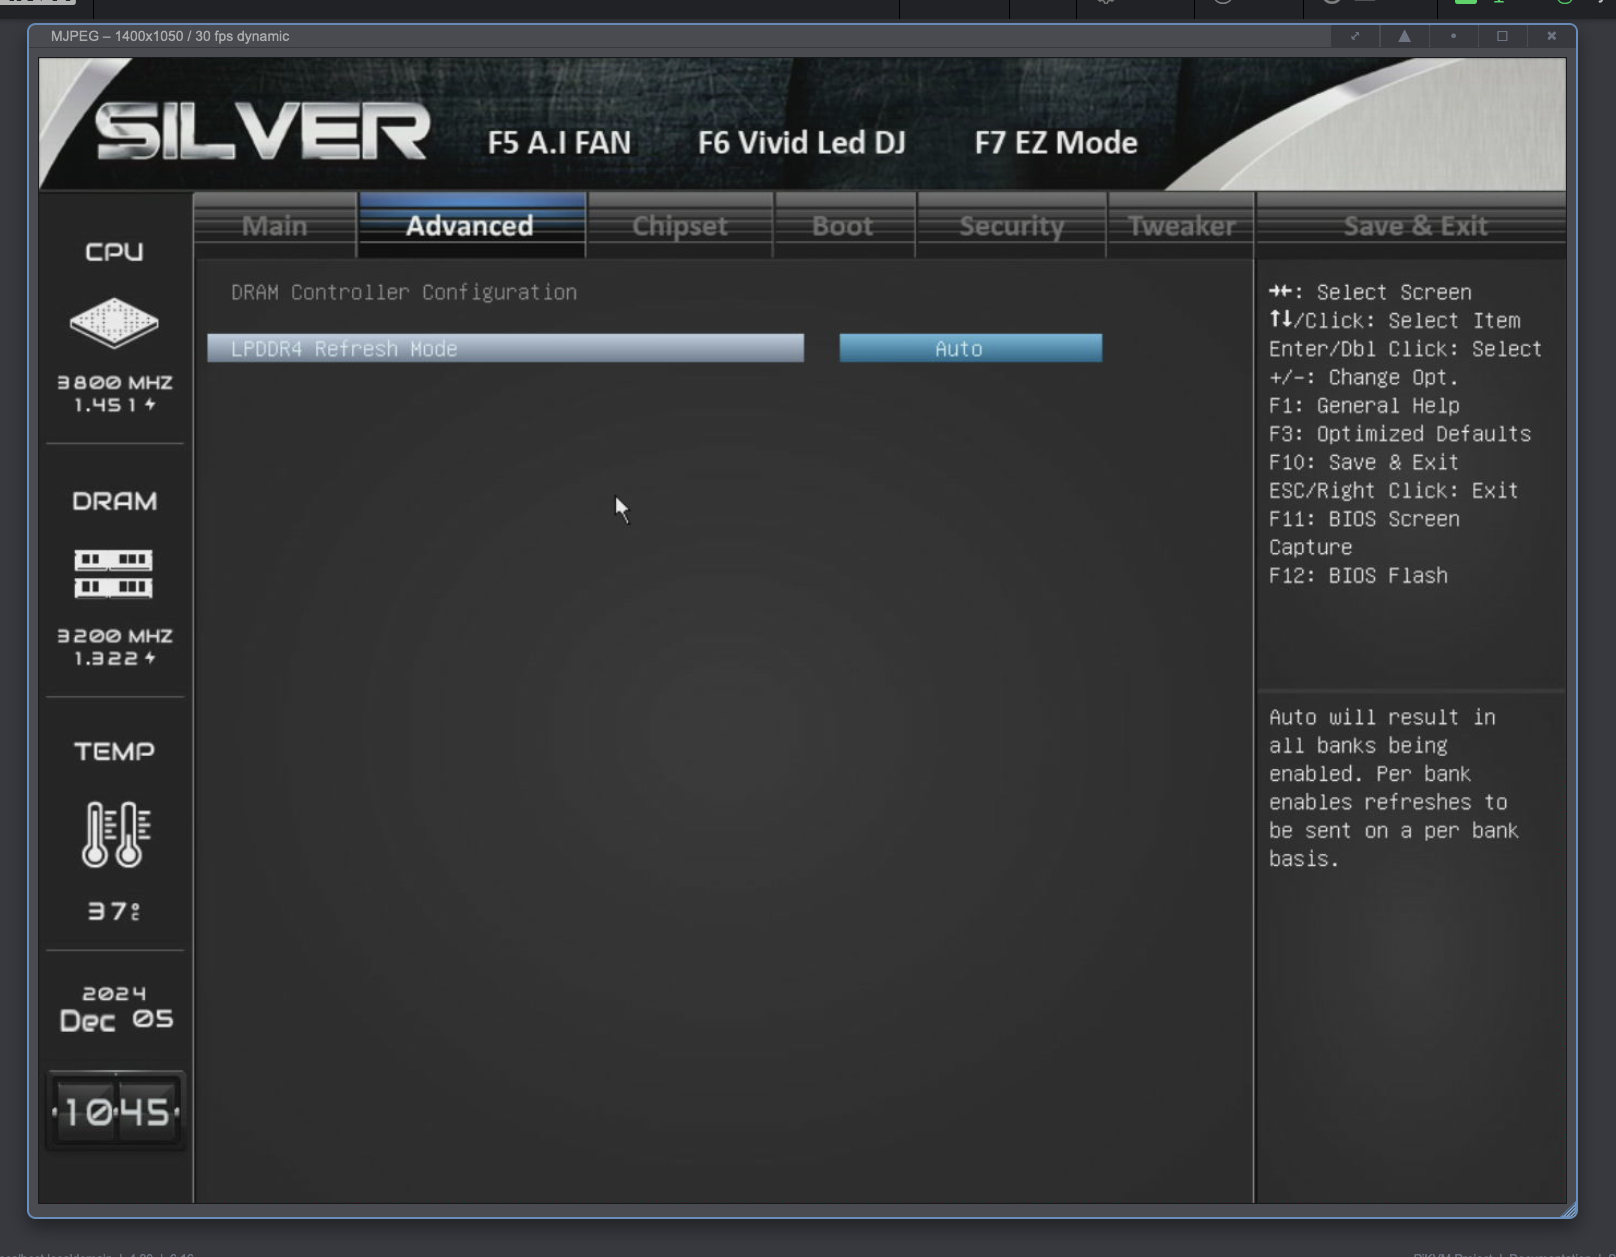 MJPEG – 1400x1050 / 30 fps dynamic
SILVER
F5 A.I FAN
F6 Vivid Led DJ
F7 EZ Mode
Main
Advanced
Chipset
Boot
Security
Tweaker
Save & Exit
CPU
3800 MHZ
1.451
DRAM
3200 MHZ
1.322
TEMP
37°C
2024
Dec 05
10:45
DRAM Controller Configuration
LPDDR4 Refresh Mode
Auto
→←: Select Screen
↑↓/Click: Select Item
Enter/Dbl Click: Select
+/-: Change Opt.
F1: General Help
F3: Optimized Defaults
F10: Save & Exit
ESC/Right Click: Exit
F11: BIOS Screen
Capture
F12: BIOS Flash
Auto will result in
all banks being
enabled. Per bank
enables refreshes to
be sent on a per bank
basis.